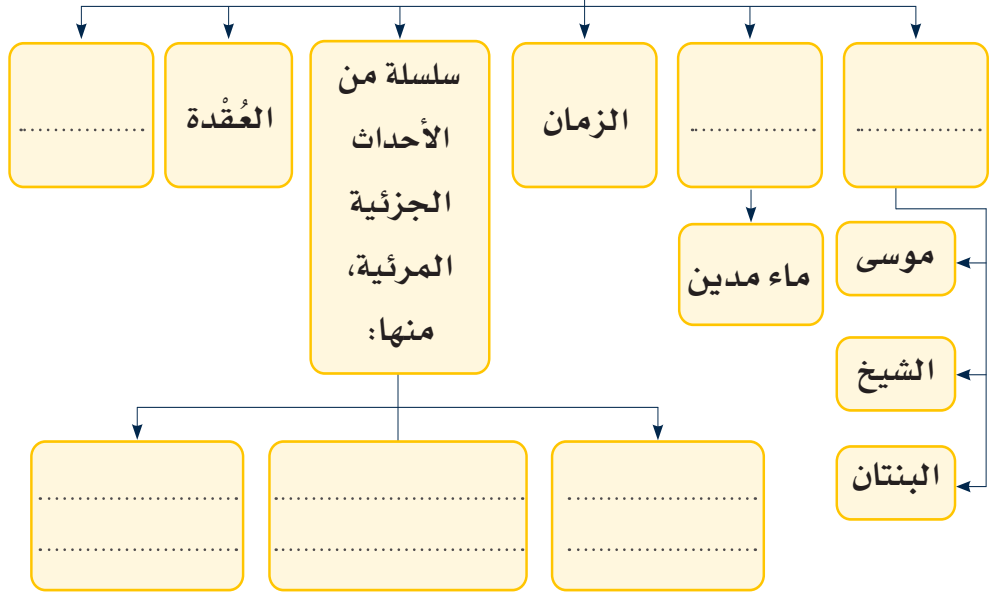 الزمان
سلسلة من
الأحداث
الجزئية
المرئية،
منها:
العُقْدة
موسى
الشيخ
البنتان
ماء مدين